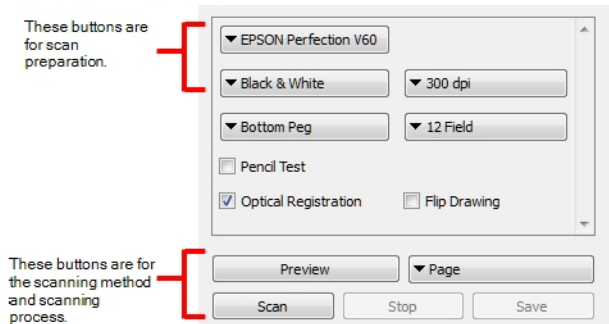 These buttons are
for scan
preparation.
EPSON Perfection V60
Black & White
300 dpi
Bottom Peg
12 Field
Pencil Test
Optical Registration
Flip Drawing
These buttons are for
the scanning method
and scanning
process.
Preview
Page
Scan
Stop
Save